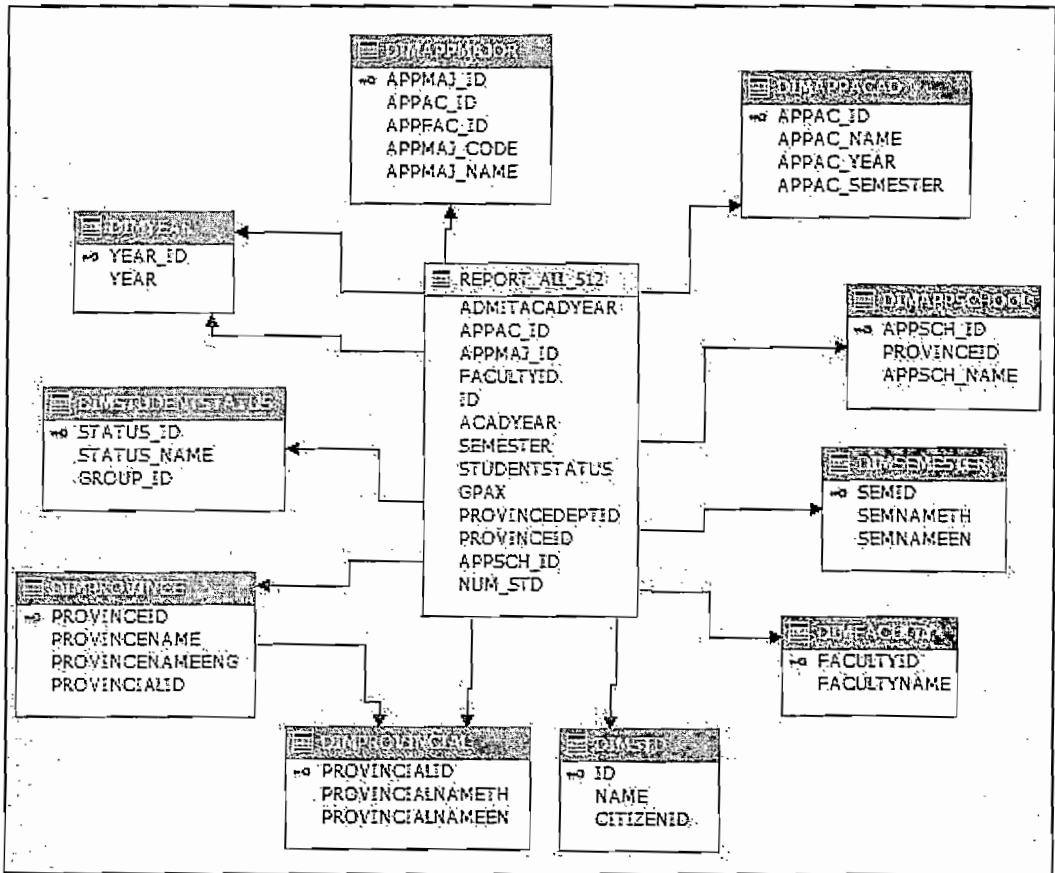 DIMAPPMAJOR
APPMAJ_ID
APPAC_ID
APPFAC_ID
APPMAJ_CODE
APPMAJ_NAME
DIMAPPACAD
APPAC_ID
APPAC_NAME
APPAC_YEAR
APPAC_SEMESTER
DIMYEAR
YEAR_ID
YEAR
REPORT_ALL_512
ADMITACADYEAR
APPAC_ID
APPMAJ_ID
FACULTYID
ID
ACADYEAR
SEMESTER
STUDENTSTATUS
GPAX
PROVINCEDEPTID
PROVINCEID
APPSCH_ID
NUM_STD
DIMAPPSCHOOL
APPSCH_ID
PROVINCEID
APPSCH_NAME
DIMSTUDENTSTATUS
STATUS_ID
STATUS_NAME
GROUP_ID
DIMSEMESTER
SEMID
SEMNAMETH
SEMNAMEEN
DIMPROVINCE
PROVINCEID
PROVINCENAME
PROVINCENAMEENG
PROVINCIALID
DIMFACULTY
FACULTYID
FACULTYNAME
DIMPROVINCIAL
PROVINCIALID
PROVINCIALNAMETH
PROVINCIALNAMEEN
DIMSTD
ID
NAME
CITIZENID